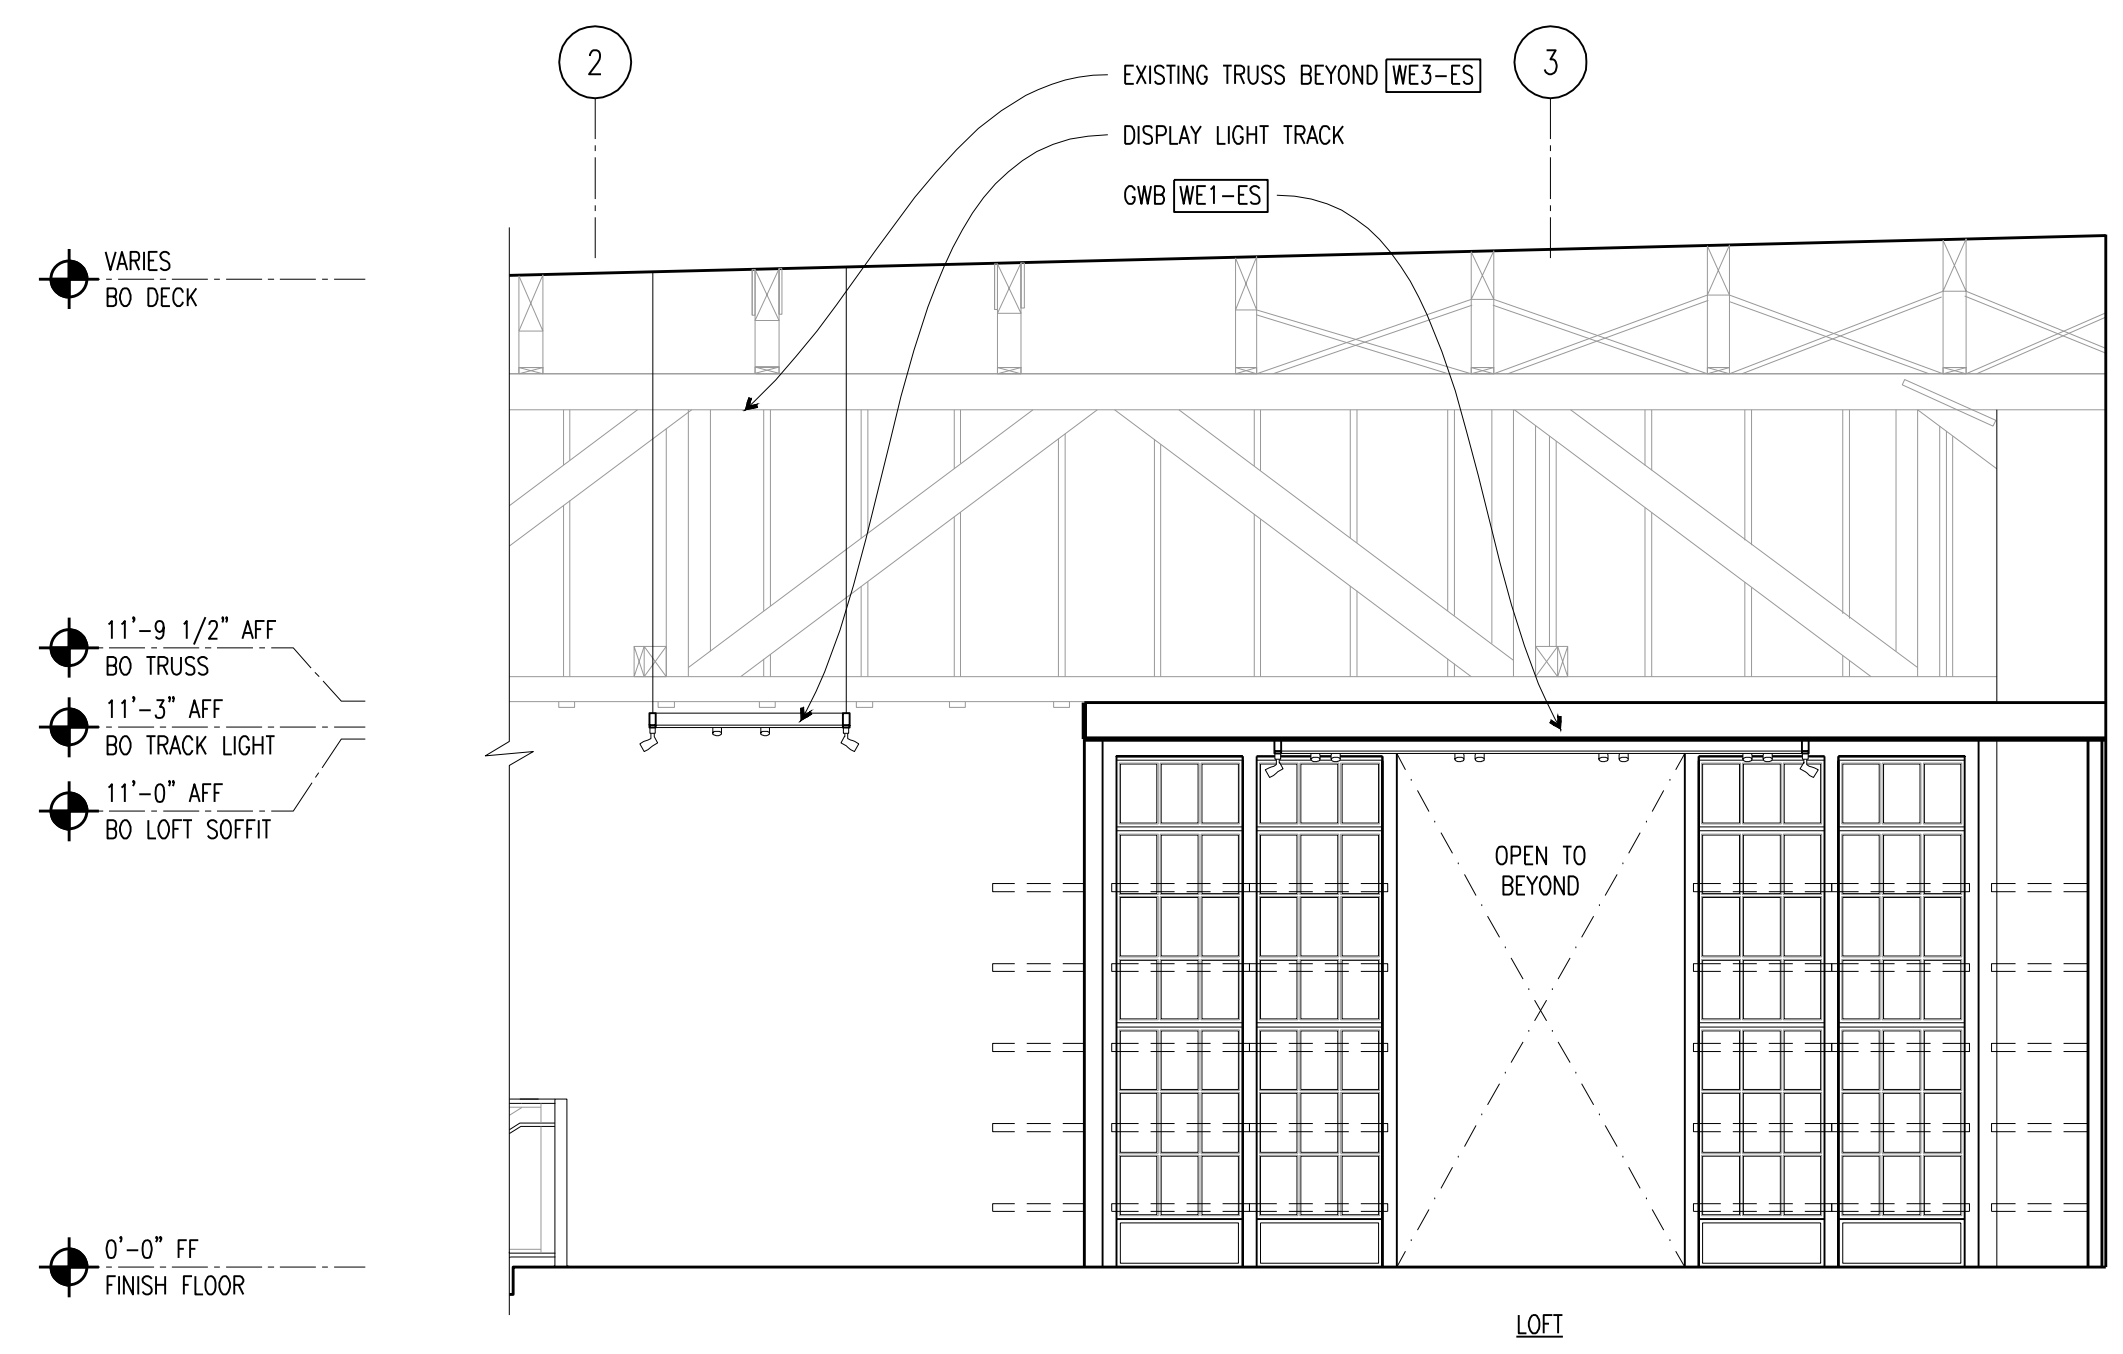 2
3
EXISTING TRUSS BEYOND WE3-ES
DISPLAY LIGHT TRACK
GWB WE1-ES
VARIES
BO DECK
11'-9 1/2" AFF
BO TRUSS
11'-3" AFF
BO TRACK LIGHT
11'-0" AFF
BO LOFT SOFFIT
OPEN TO
BEYOND
0'-0" FF
FINISH FLOOR
LOFT